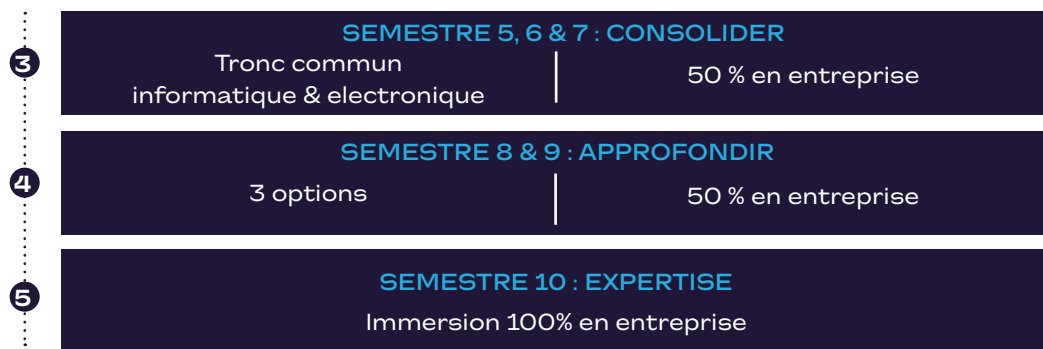 3
SEMESTRE 5, 6 & 7 : CONSOLIDER
Tronc commun
informatique & electronique
50 % en entreprise
4
SEMESTRE 8 & 9 : APPROFONDIR
3 options
50 % en entreprise
5
SEMESTRE 10 : EXPERTISE
Immersion 100% en entreprise